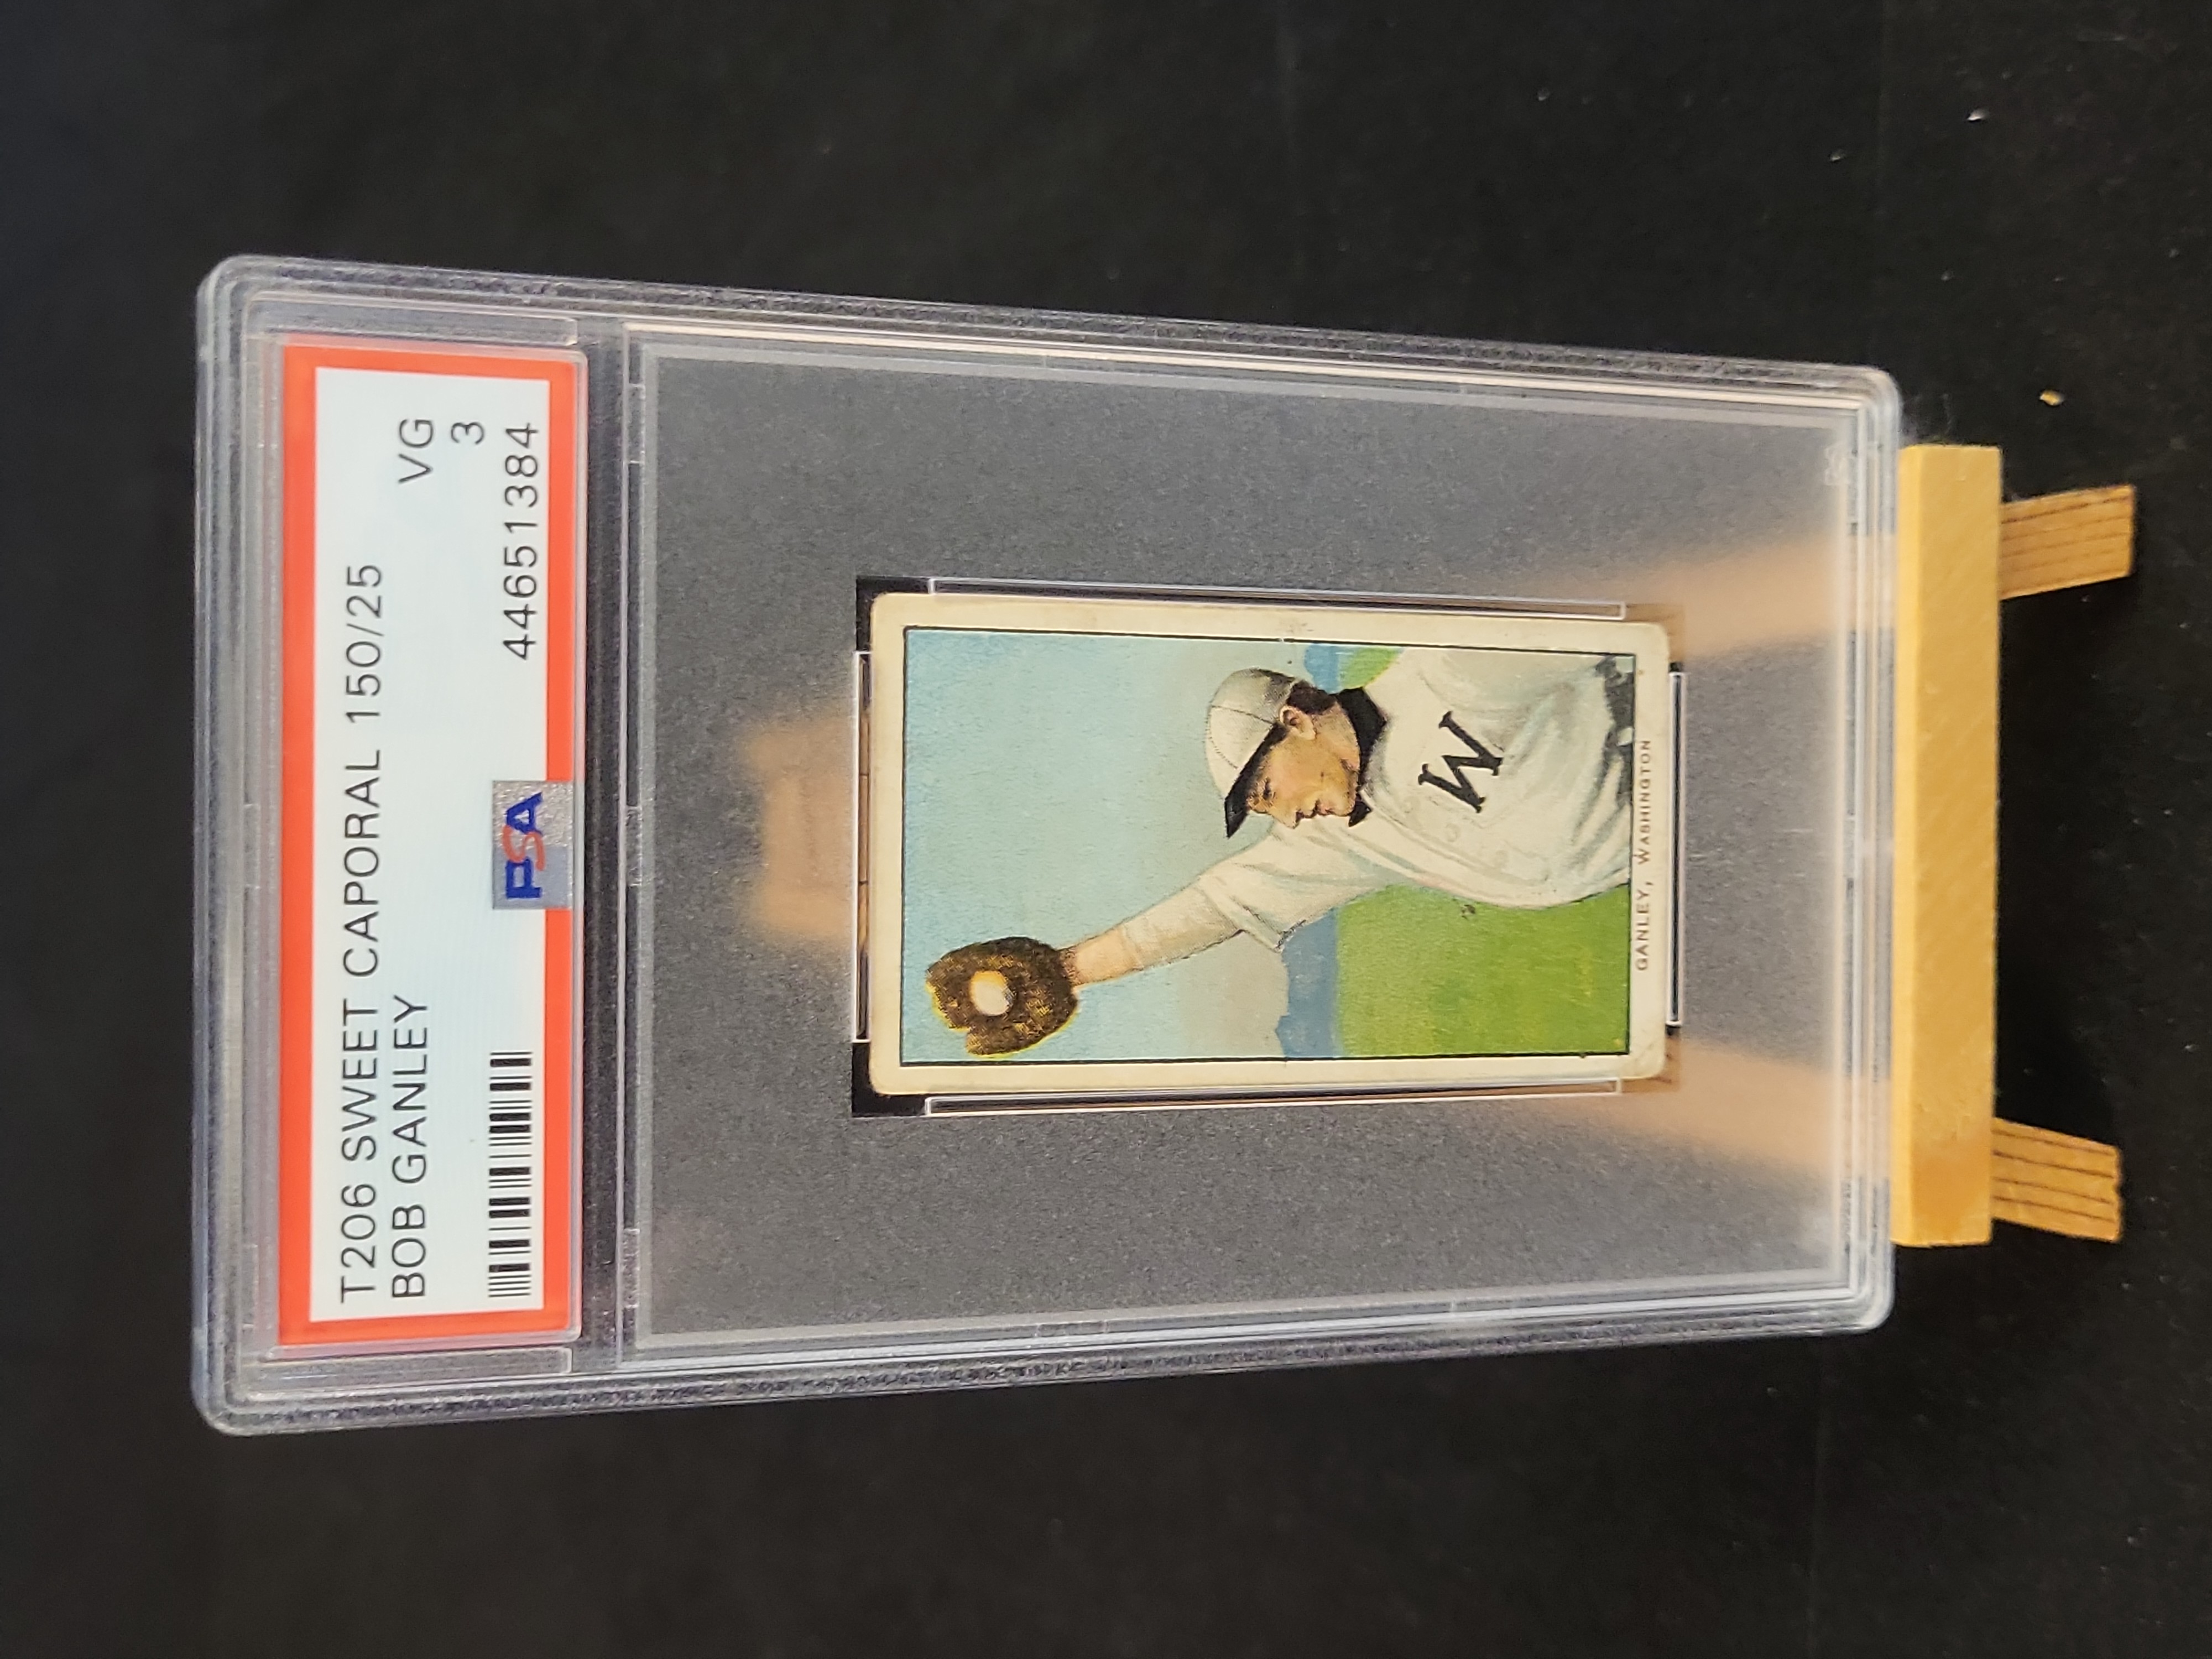 T206 SWEET CAPORAL 150/25
BOB GANLEY VG
3
44651384
PSA
W
GANLEY, WASHINGTON